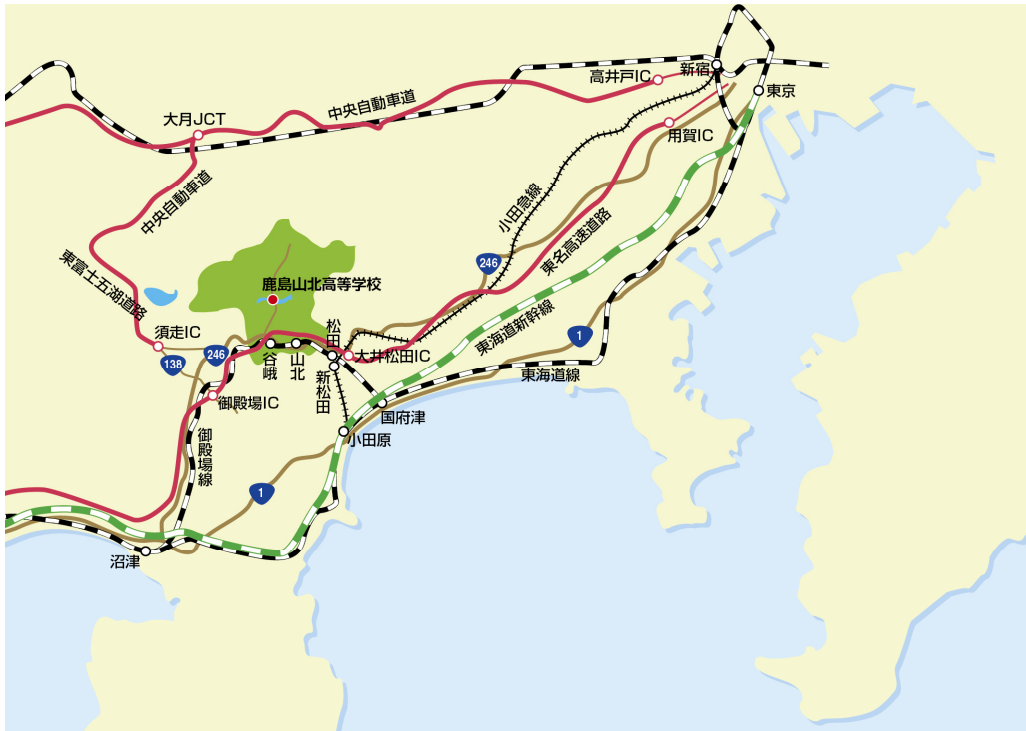 新宿
高井戸IC
東京
中央自動車道
大月JCT
用賀IC
中央自動車道
小田急線
東名高速道路
246
東富士五湖道路
鹿島山北高等学校
東海道新幹線
須走IC
松田
1
246
138
大井松田IC
谷峨
山北
新松田
東海道線
御殿場IC
国府津
小田原
御殿場線
1
沼津